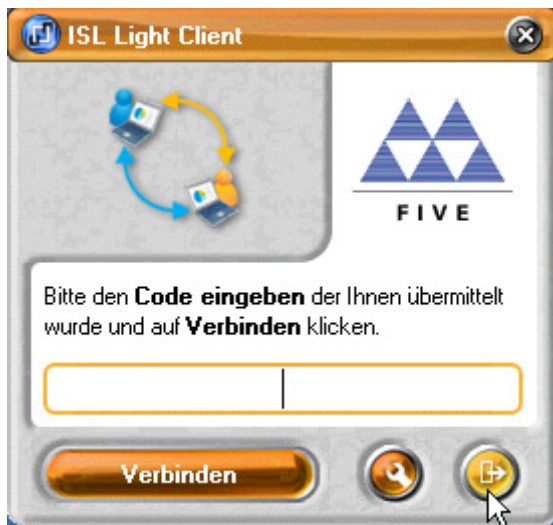 ISL Light Client
FIVE
Bitte den Code eingeben der Ihnen übermittelt
wurde und auf Verbinden klicken.
Verbinden